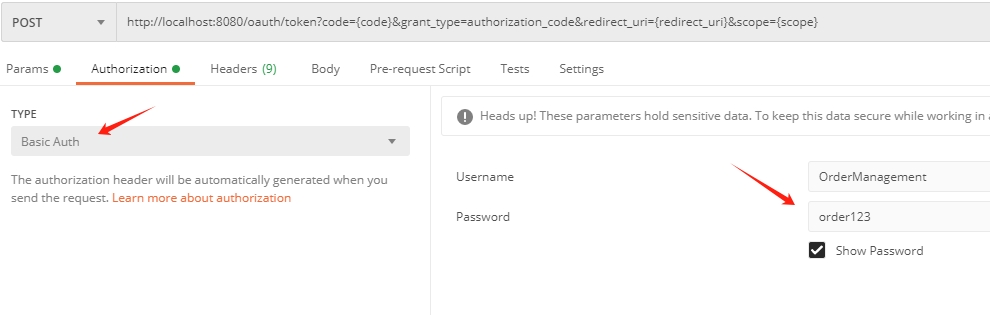 POST http://localhost:8080/oauth/token?code={code}&grant_type=authorization_code&redirect_uri={redirect_uri}&scope={scope}
Params Authorization Headers (9) Body Pre-request Script Tests Settings
TYPE
Basic Auth
The authorization header will be automatically generated when you
send the request. Learn more about authorization
Heads up! These parameters hold sensitive data. To keep this data secure while working in a
Username OrderManagement
Password order123
Show Password